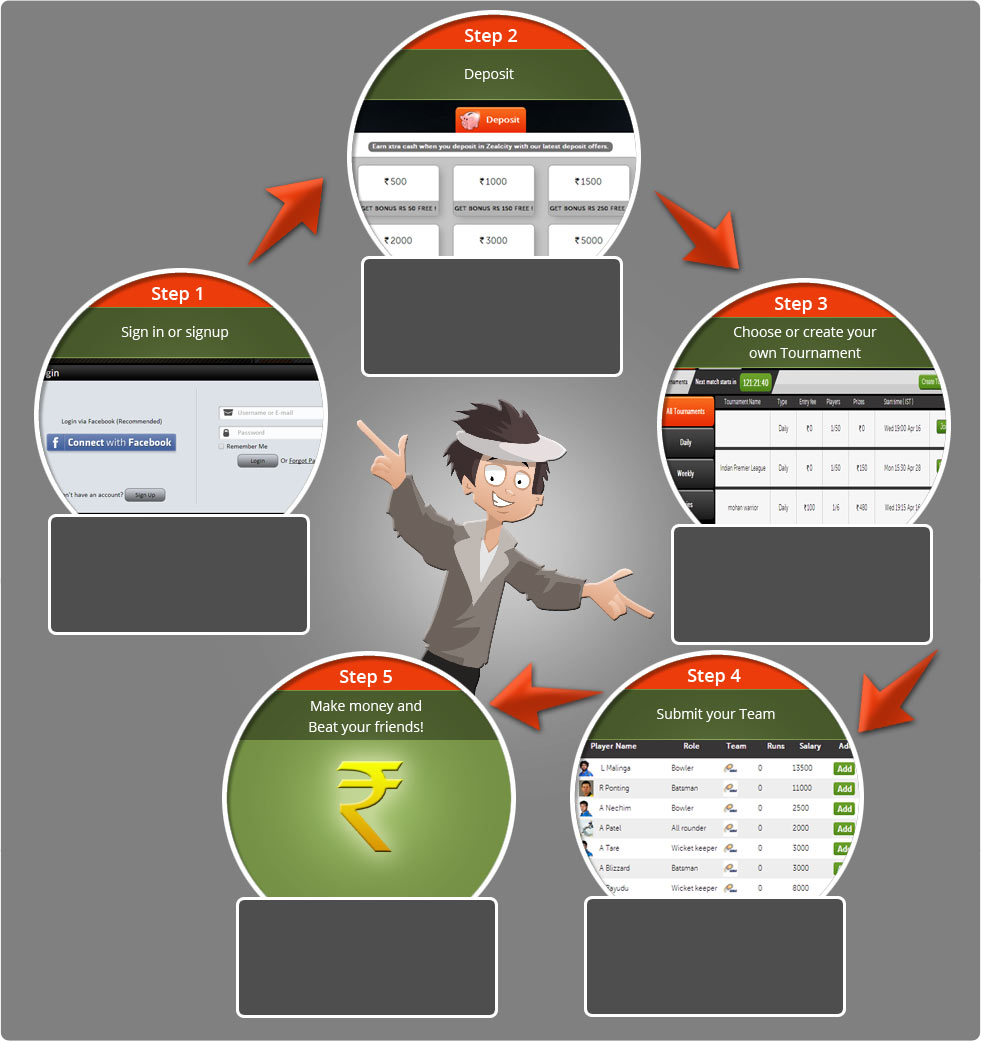 Step 1
Sign in or signup
gin
Login via Facebook (Recommended)
f Connect with Facebook
n't have an account? Sign Up
Username or E-mail
Password
Remember Me
Login Or Forgot Pa
Step 2
Deposit
Deposit
Earn xtra cash when you deposit in Zealcity with our latest deposit offers.
₹500 ₹1000 ₹1500
GET BONUS RS 50 FREE ! GET BONUS RS 150 FREE ! GET BONUS RS 250 FREE
₹2000 ₹3000 ₹5000
Step 3
Choose or create your
own Tournament
naments Next match starts in 121:21:40 Create T
All Tournaments
Daily
Weekly
Tournament Name Type Entry fee Players Prizes Start time ( IST )
Daily ₹0 1/50 ₹0 Wed 19:00 Apr 16
Indian Premier League Daily ₹0 1/50 ₹150 Mon 15:30 Apr 28
mohan warrior Daily ₹100 1/6 ₹480 Wed 19:15 Apr 16
Step 4
Submit your Team
Player Name Role Team Runs Salary Ad
L Malinga Bowler 0 13500 Add
R Ponting Batsman 0 11000 Add
A Nechim Bowler 0 2500 Add
A Patel All rounder 0 2000 Add
A Tare Wicket keeper 0 3000 Add
A Blizzard Batsman 0 3000
Rayudu Wicket keeper 0 8000
Step 5
Make money and
Beat your friends!
₹